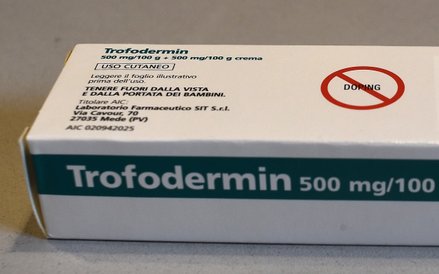 Trofodermin
500 mg/100 g + 500 mg/100 g crema
USO CUTANEO
Leggere il foglio illustrativo
prima dell'uso.
TENERE FUORI DALLA VISTA
E DALLA PORTATA DEI BAMBINI.
Titolare AIC:
Laboratorio Farmaceutico SIT S.r.l.
Via Cavour, 70
27035 Mede (PV)
AIC 020942025
DOPING
Trofodermin 500 mg/100